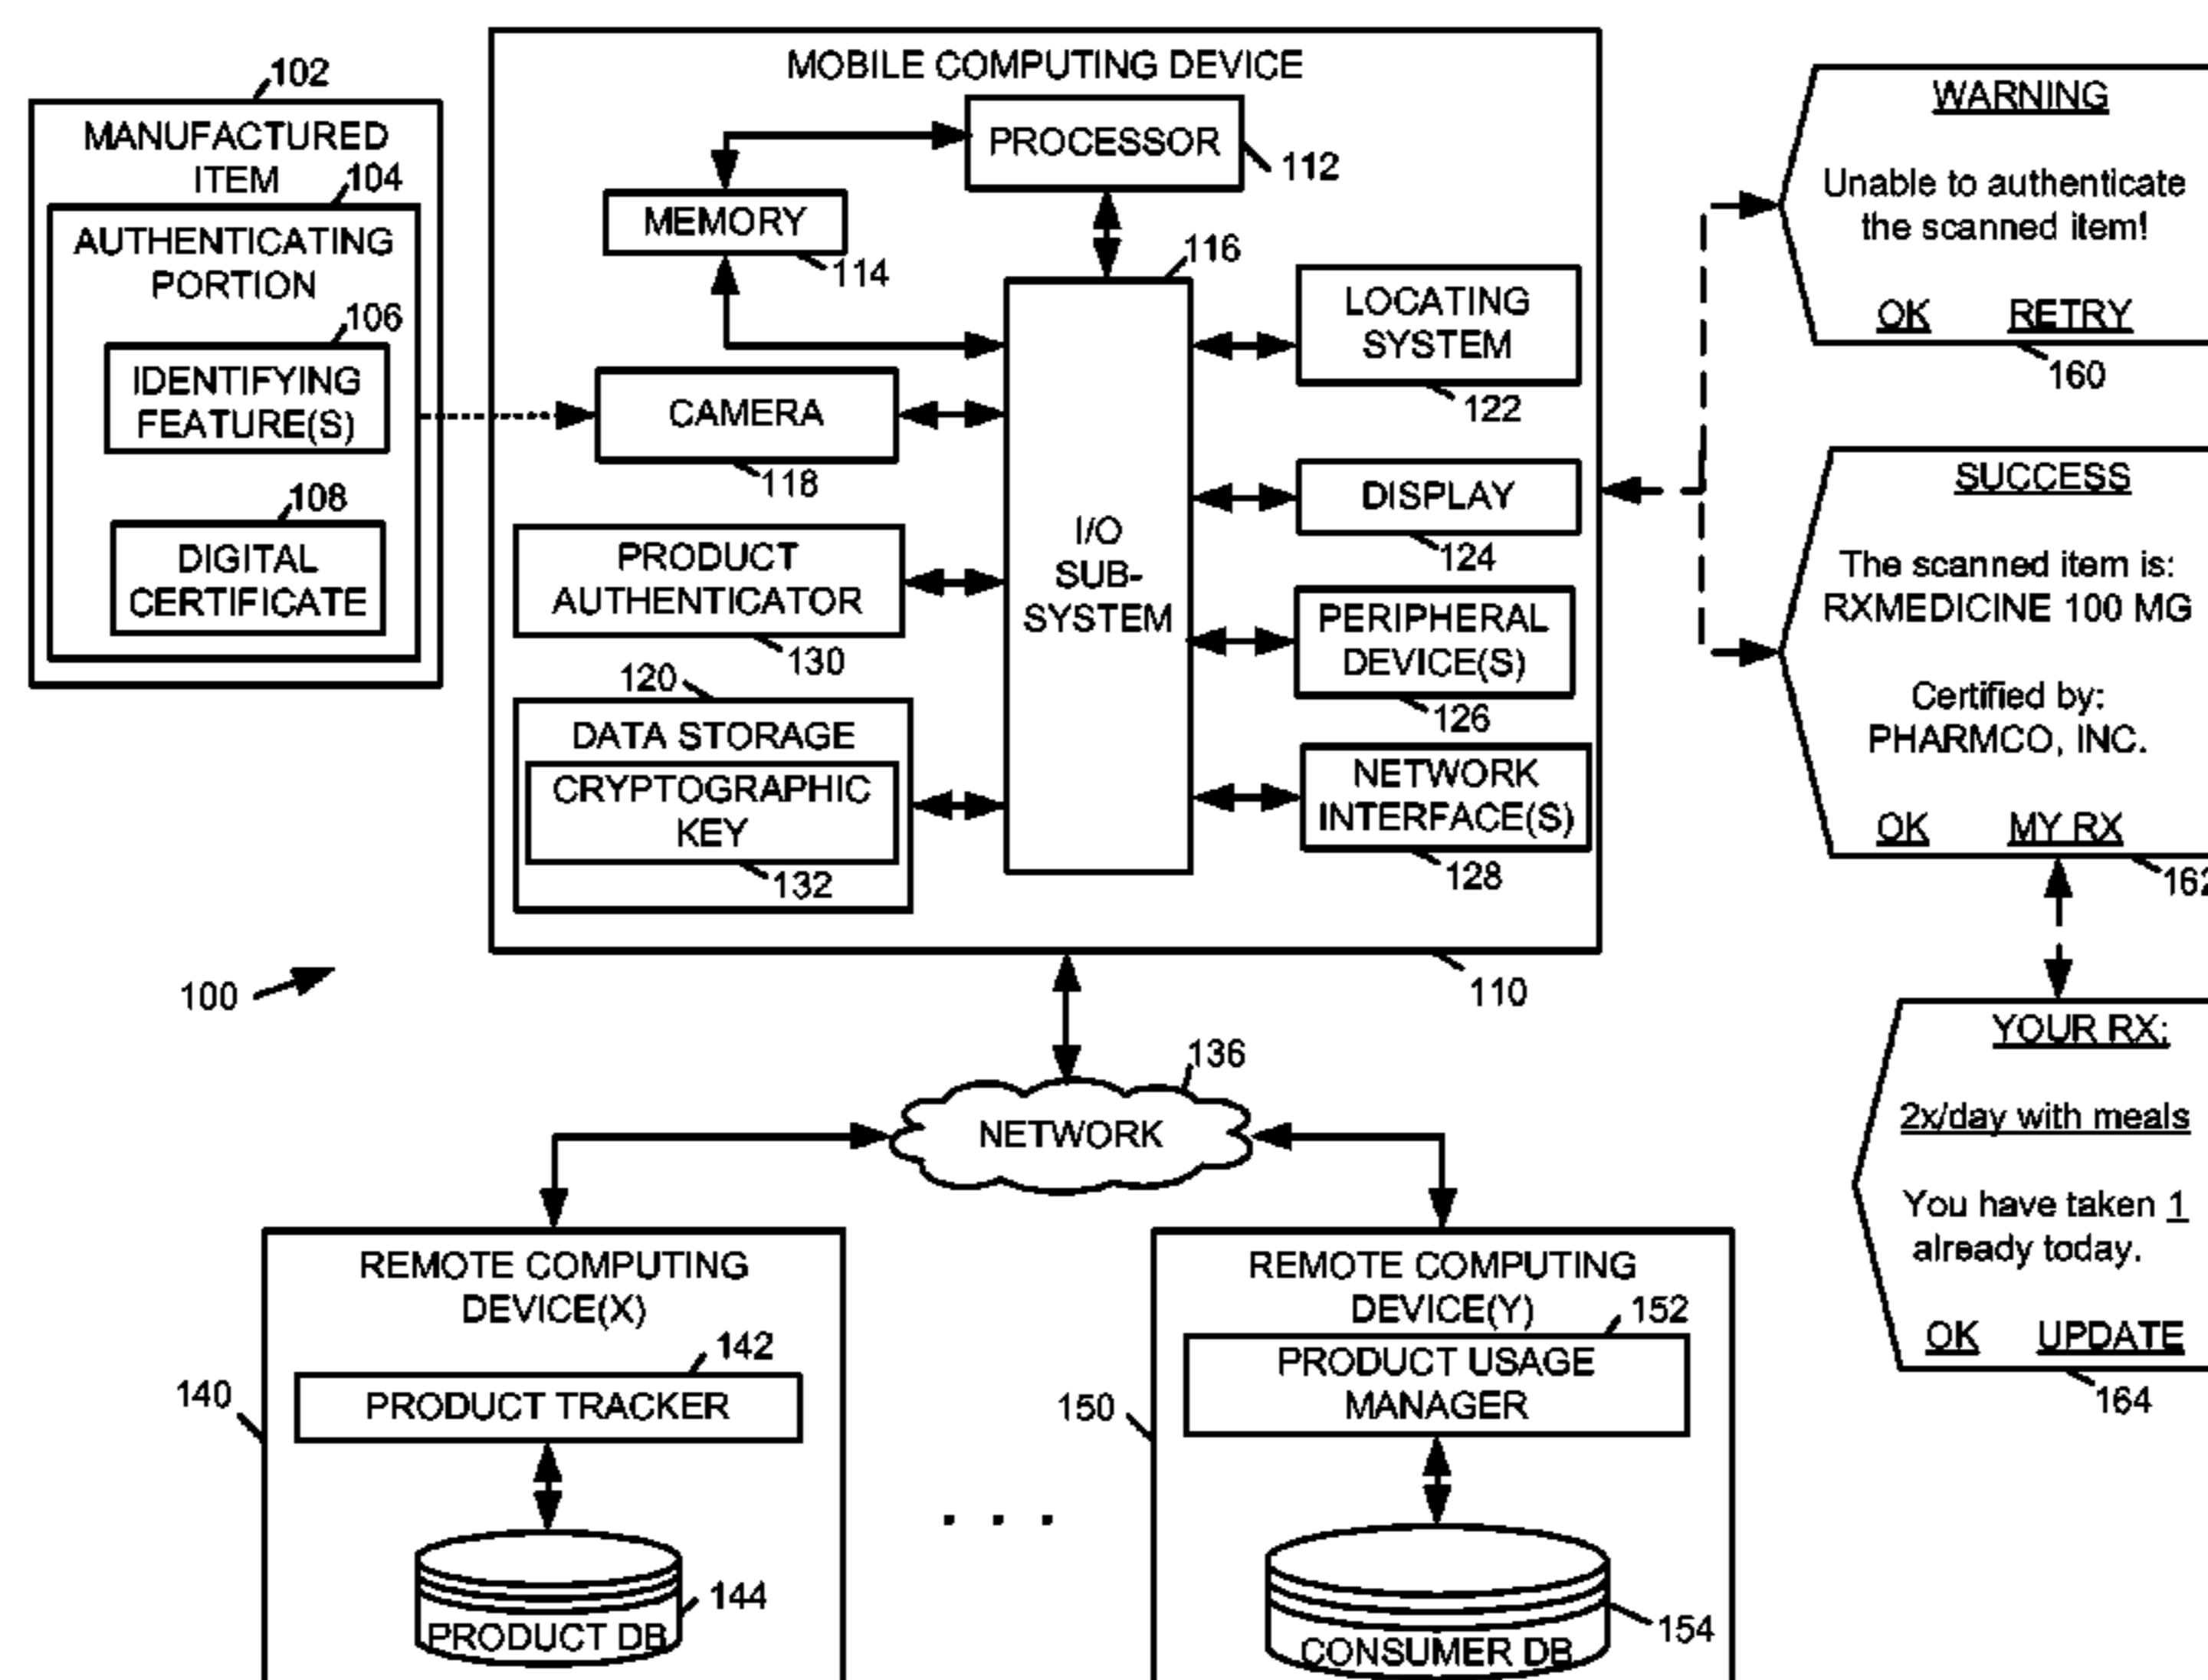 102
MANUFACTURED
ITEM
104
AUTHENTICATING
PORTION
106
IDENTIFYING
FEATURE(S)
108
DIGITAL
CERTIFICATE
MOBILE COMPUTING DEVICE
PROCESSOR
112
MEMORY
114
116
I/O
SUB-
SYSTEM
CAMERA
118
PRODUCT
AUTHENTICATOR
130
120
DATA STORAGE
CRYPTOGRAPHIC
KEY
132
LOCATING
SYSTEM
122
DISPLAY
124
PERIPHERAL
DEVICE(S)
126
NETWORK
INTERFACE(S)
128
110
100
WARNING
Unable to authenticate
the scanned item!
OK RETRY
160
SUCCESS
The scanned item is:
RXMEDICINE 100 MG
Certified by:
PHARMCO, INC.
OK MY RX
162
YOUR RX:
2x/day with meals
You have taken 1
already today.
OK UPDATE
164
136
NETWORK
REMOTE COMPUTING
DEVICE(X)
142
PRODUCT TRACKER
140
144
PRODUCT DB
. . .
REMOTE COMPUTING
DEVICE(Y)
152
PRODUCT USAGE
MANAGER
150
154
CONSUMER DB